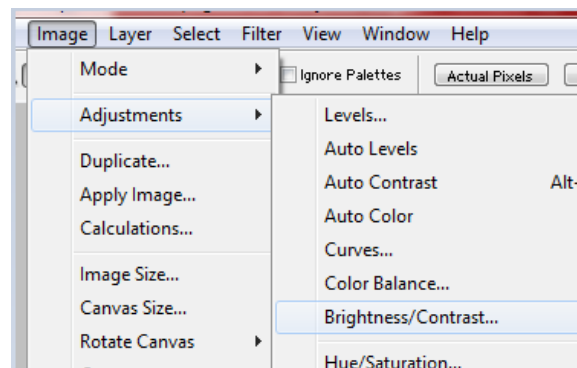 Image Layer Select Filter View Window Help
Mode
Ignore Palettes Actual Pixels
Adjustments
Duplicate...
Apply Image...
Calculations...
Image Size...
Canvas Size...
Rotate Canvas
Levels...
Auto Levels
Auto Contrast Alt-
Auto Color
Curves...
Color Balance...
Brightness/Contrast...
Hue/Saturation...